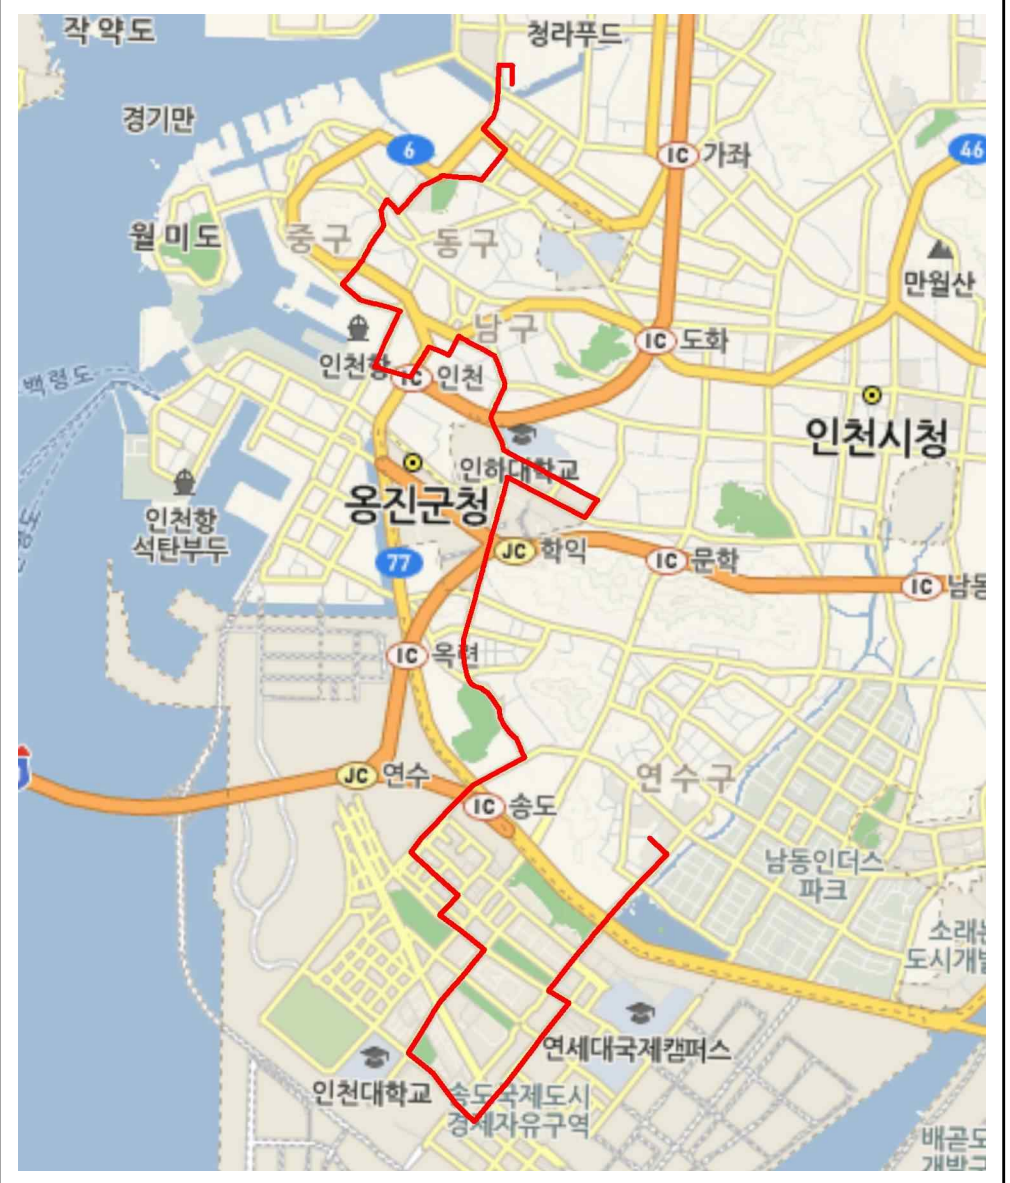 작약도
청라푸드
경기만
6
IC 가좌
46
월미도
중구
동구
만월산
남구
인천항
IC 인천
IC 도화
백령도
인천시청
인하대학교
옹진군청
인천항
석탄부두
JC 학익
77
IC 문학
IC 남동
IC 옥련
JC 연수
연수구
IC 송도
남동인더스
파크
연세대국제캠퍼스
인천대학교
송도국제도시
경제자유구역